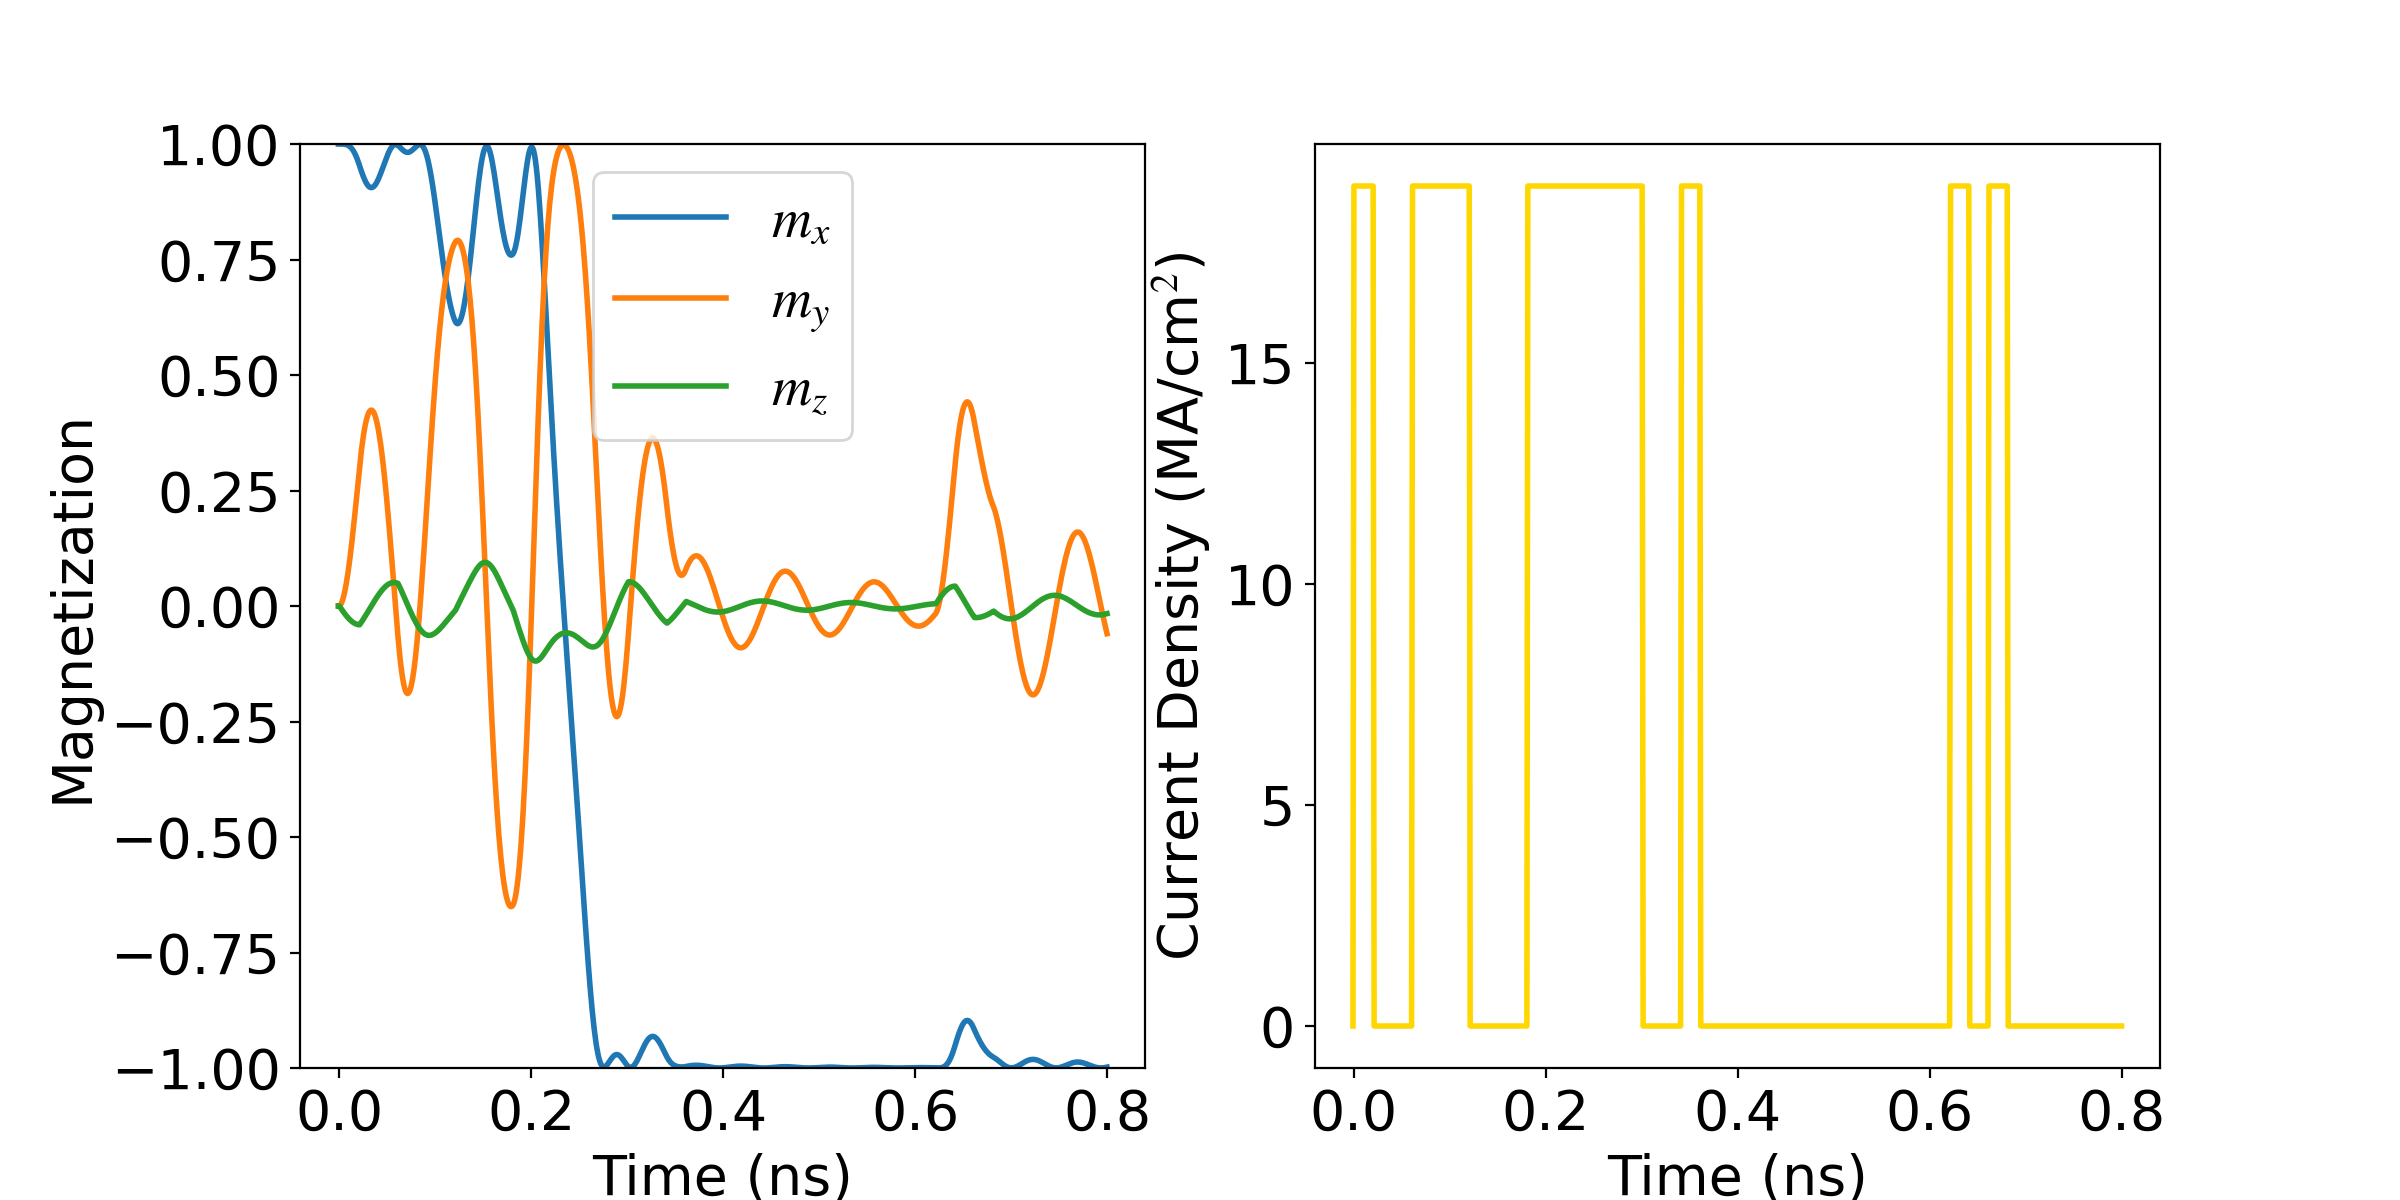 Magnetization
1.00
0.75
0.50
0.25
0.00
−0.25
−0.50
−0.75
−1.00
0.0 0.2 0.4 0.6 0.8
Time (ns)
m_x
m_y
m_z
Current Density (MA/cm²)
15
10
5
0
0.0 0.2 0.4 0.6 0.8
Time (ns)